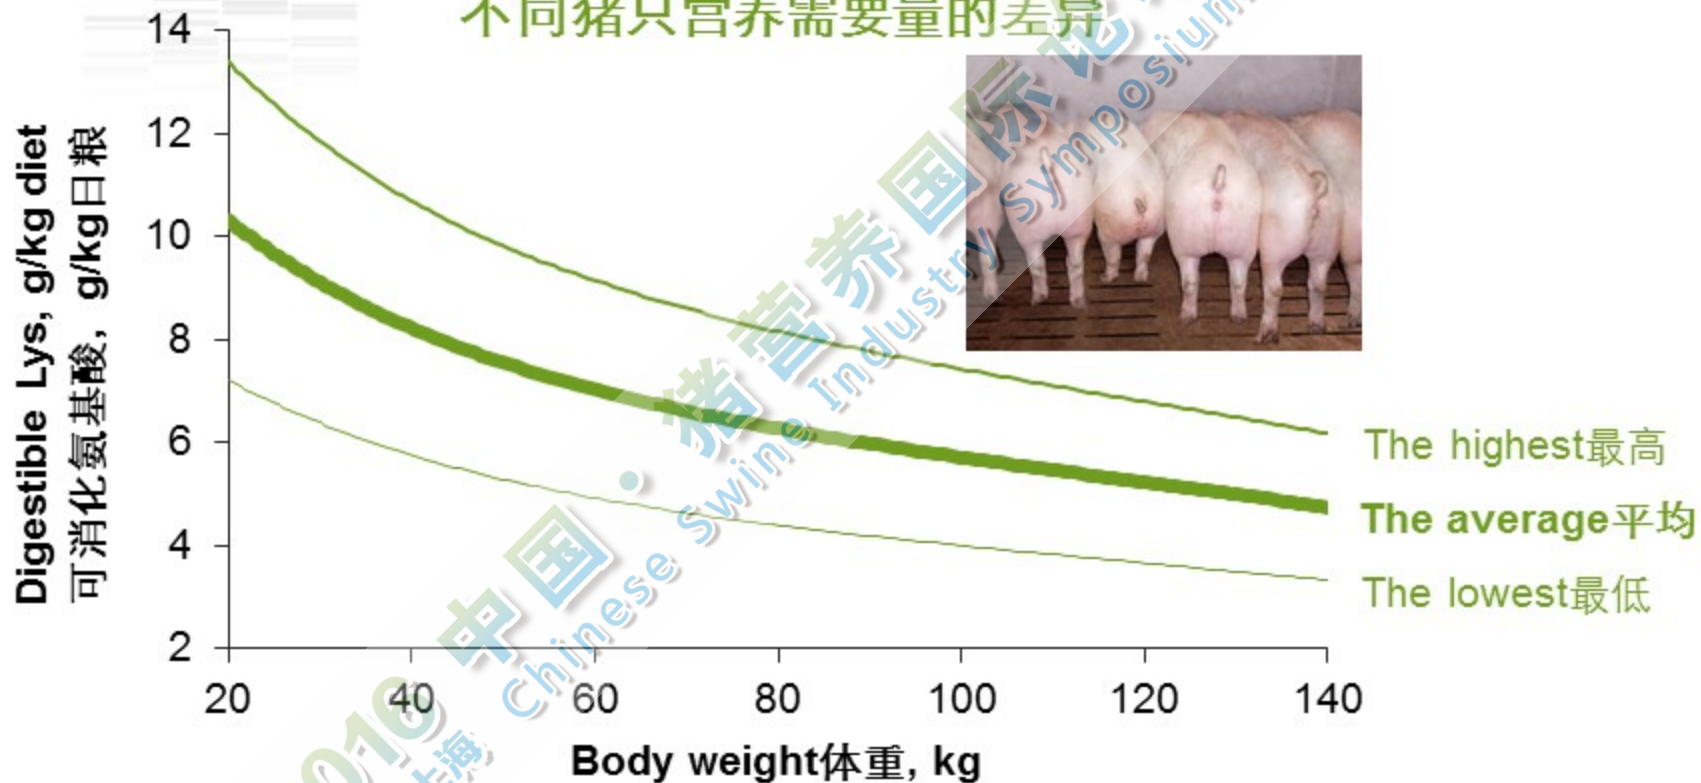 不同猪只营养需要量的差异
14
12
10
8
6
4
2
Digestible Lys, g/kg diet
可消化氨基酸, g/kg日粮
20 40 60 80 100 120 140
Body weight体重, kg
The highest最高
The average平均
The lowest最低
中国·猪营养国际论
Chinese Swine Industry Symposium
016
上海